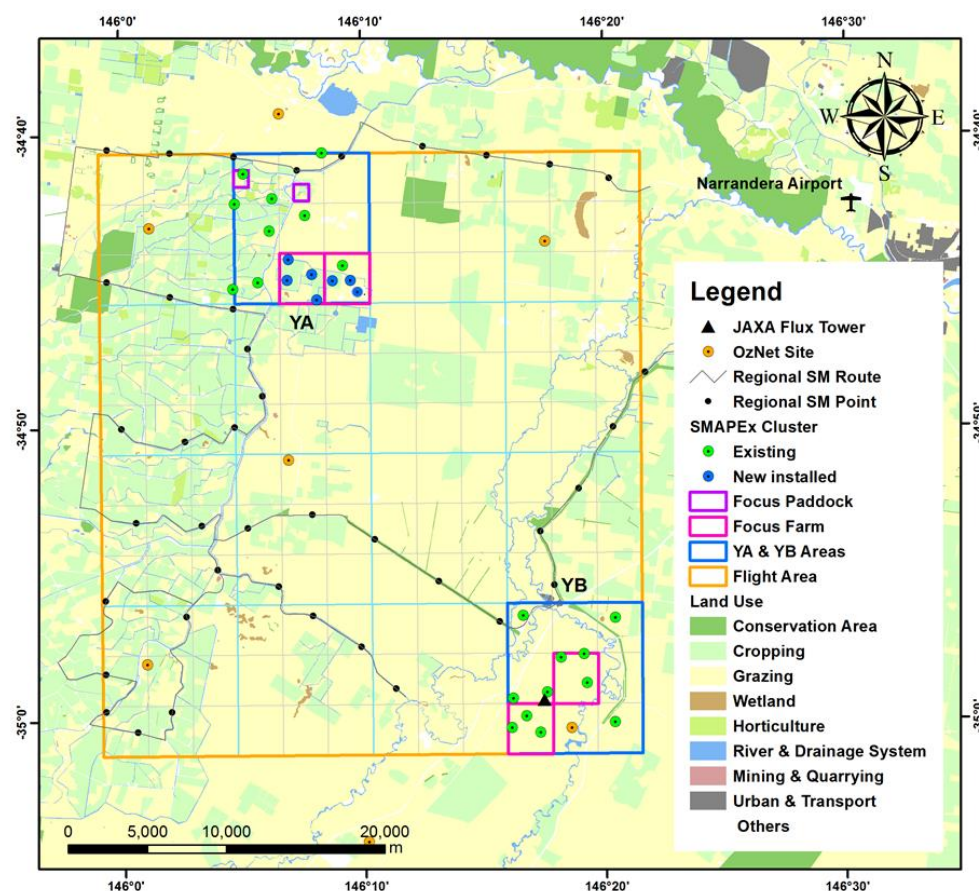 146°0' 146°10' 146°20' 146°30'
N
W E
S
-34°40' -34°40'
Narrandera Airport
YA
-34°50' -34°50'
YB
-35°0' -35°0'
Legend
JAXA Flux Tower
OzNet Site
Regional SM Route
Regional SM Point
SMAPEx Cluster
Existing
New installed
Focus Paddock
Focus Farm
YA & YB Areas
Flight Area
Land Use
Conservation Area
Cropping
Grazing
Wetland
Horticulture
River & Drainage System
Mining & Quarrying
Urban & Transport
Others
0 5,000 10,000 20,000
m
146°0' 146°10' 146°20' 146°30'